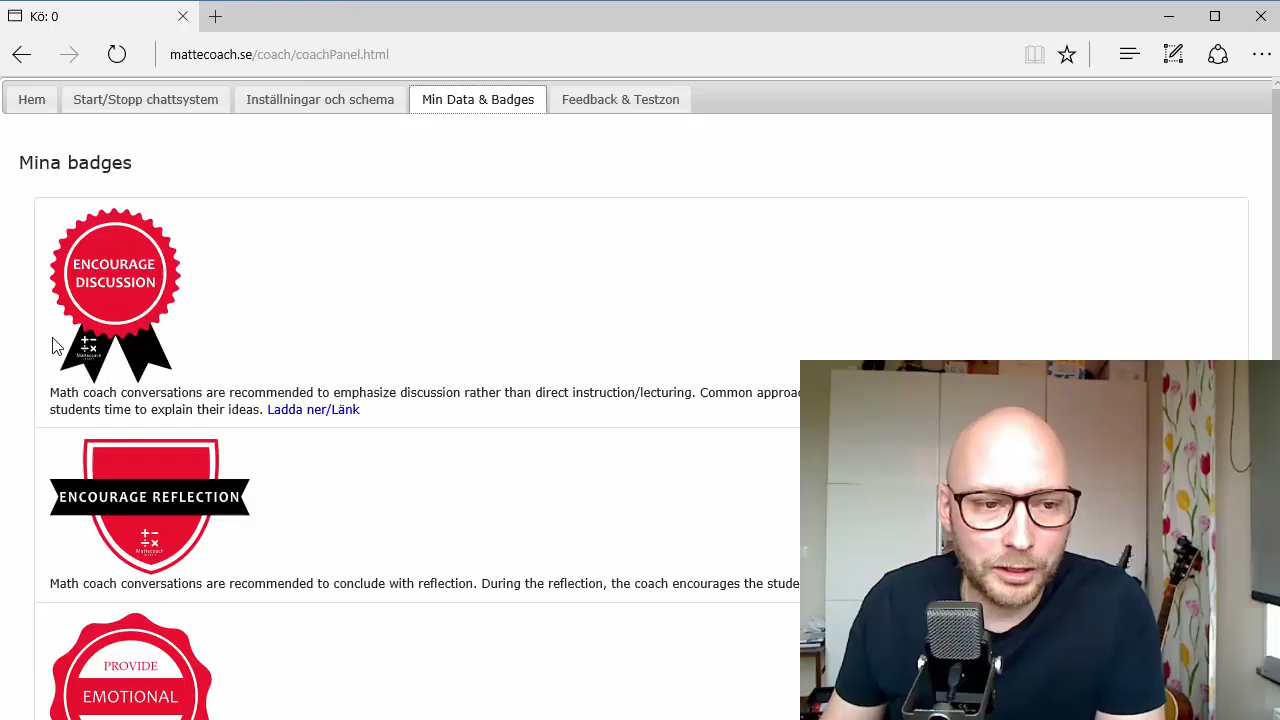 Kö: 0
mattecoach.se/coach/coachPanel.html
Hem
Start/Stopp chattsystem
Inställningar och schema
Min Data & Badges
Feedback & Testzon
Mina badges
ENCOURAGE
DISCUSSION
Mattecoach
Math coach conversations are recommended to emphasize discussion rather than direct instruction/lecturing. Common
students time to explain their ideas. Ladda ner/Länk
ENCOURAGE REFLECTION
Mattecoach
Math coach conversations are recommended to conclude with reflection. During the reflection, the coach encourages the
PROVIDE
EMOTIONAL